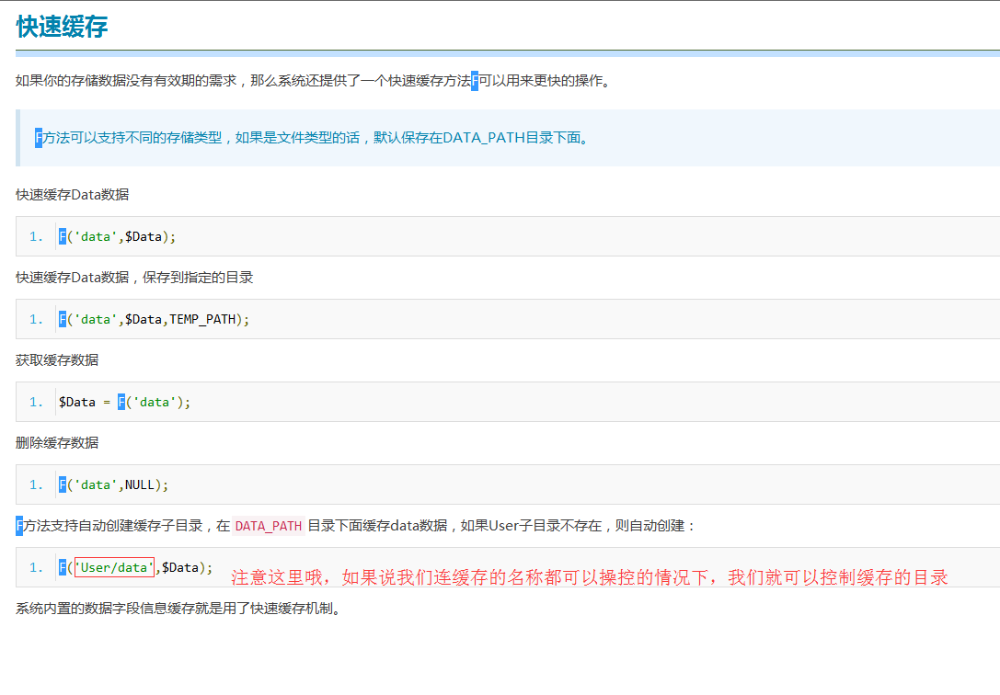 快速缓存
如果你的存储数据没有有效期的需求，那么系统还提供了一个快速缓存方法F可以用来更快的操作。
F方法可以支持不同的存储类型，如果是文件类型的话，默认保存在DATA_PATH目录下面。
快速缓存Data数据
1. F('data',$Data);
快速缓存Data数据，保存到指定的目录
1. F('data',$Data,TEMP_PATH);
获取缓存数据
1. $Data = F('data');
删除缓存数据
1. F('data',NULL);
F方法支持自动创建缓存子目录，在 DATA_PATH 目录下面缓存data数据，如果User子目录不存在，则自动创建：
1. F('User/data',$Data);
注意这里哦，如果说我们连缓存的名称都可以操控的情况下，我们就可以控制缓存的目录
系统内置的数据字段信息缓存就是用了快速缓存机制。